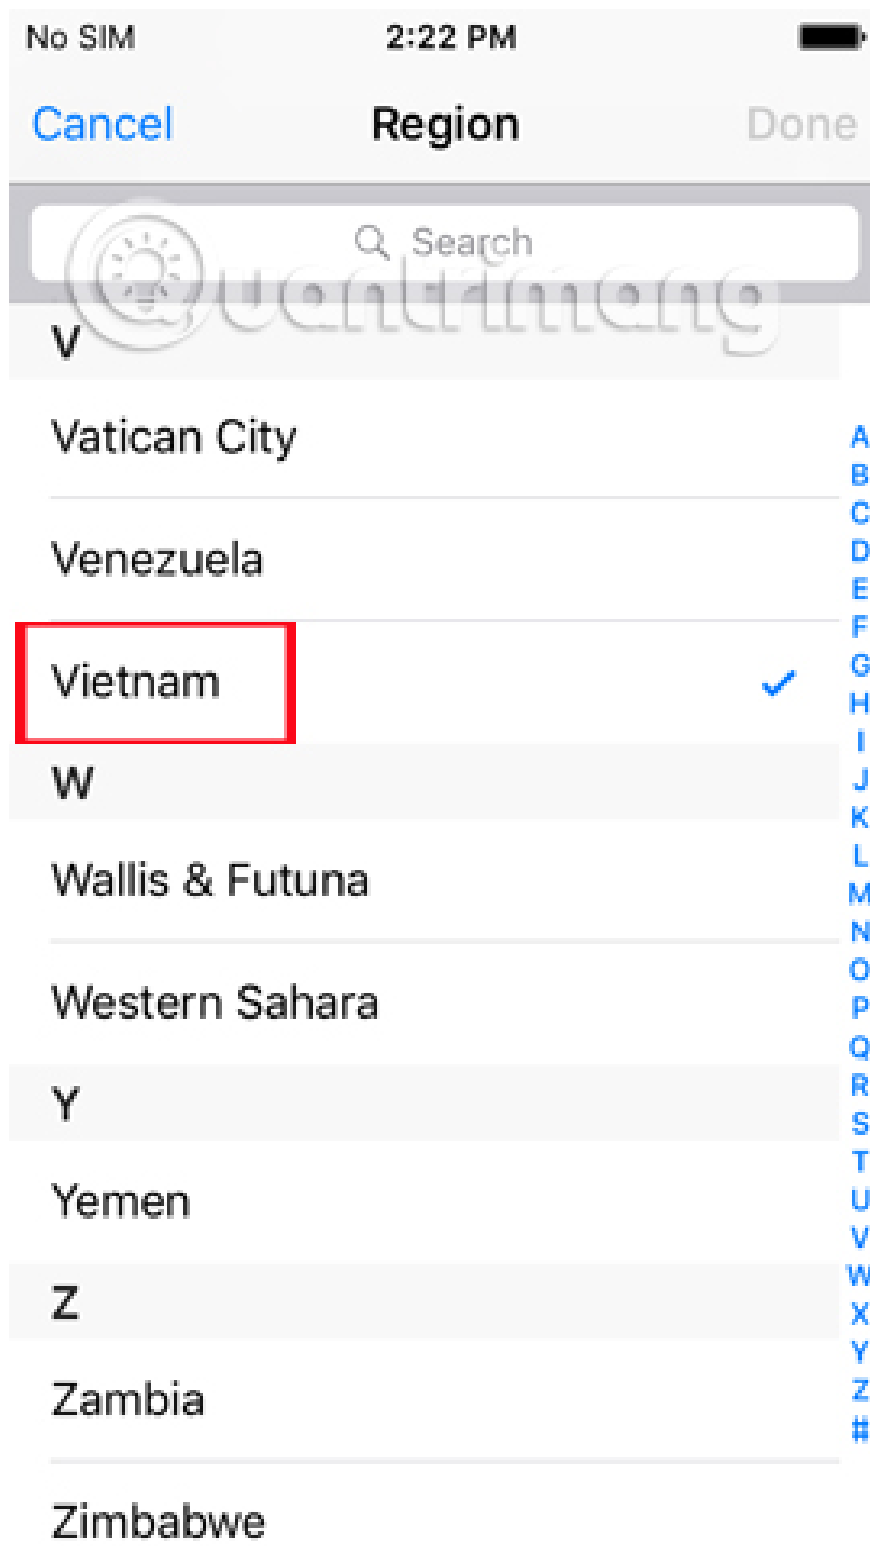 No SIM 2:22 PM
Cancel Region Done
Search
Quantrimang
V
Vatican City
Venezuela
Vietnam
W
Wallis & Futuna
Western Sahara
Y
Yemen
Z
Zambia
Zimbabwe
A
B
C
D
E
F
G
H
I
J
K
L
M
N
O
P
Q
R
S
T
U
V
W
X
Y
Z
#